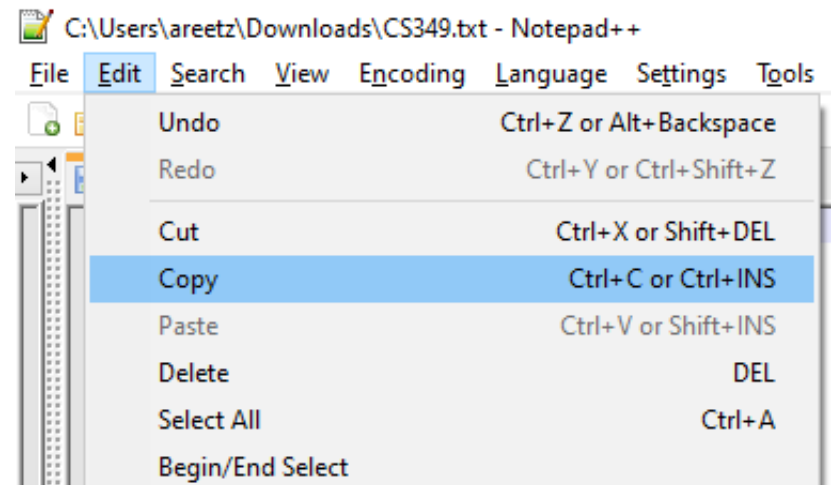 C:\Users\areetz\Downloads\CS349.txt - Notepad++
File Edit Search View Encoding Language Settings Tools
Undo Ctrl+Z or Alt+Backspace
Redo Ctrl+Y or Ctrl+Shift+Z
Cut Ctrl+X or Shift+DEL
Copy Ctrl+C or Ctrl+INS
Paste Ctrl+V or Shift+INS
Delete DEL
Select All Ctrl+A
Begin/End Select